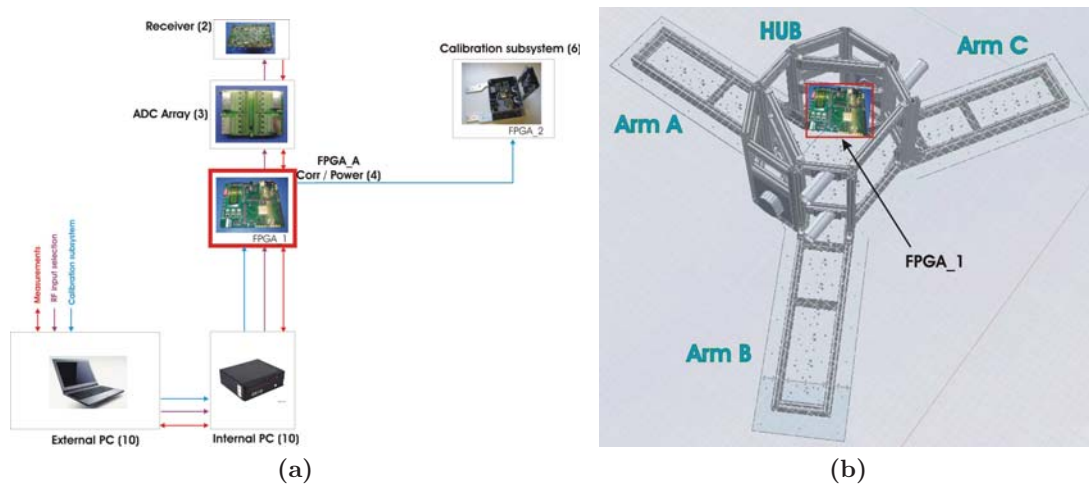 Receiver (2)
ADC Array (3)
Calibration subsystem (6)
FPGA_2
FPGA_A
Corr / Power (4)
FPGA_1
Measurements
RF input selection
Calibration subsystem
External PC (10)
Internal PC (10)
(a)
HUB
Arm C
Arm A
FPGA_1
Arm B
(b)